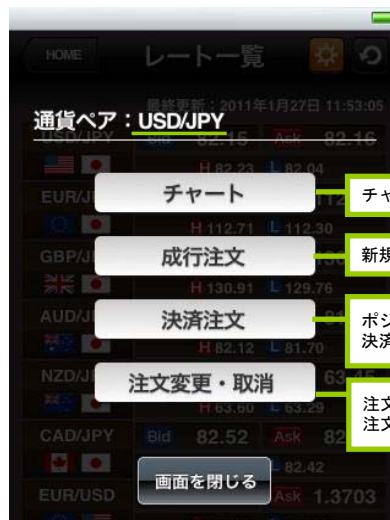 HOME
レート一覧
最終更新:2011年1月27日 11:53:05
通貨ペア:USD/JPY
USD/JPY Bid 82.15 Ask 82.16
H 82.23 L 82.04
チャート
チャ
EUR/J
H 112.71 L 112.30
成行注文
新規
GBP/J
H 130.91 L 129.76
決済注文
ポジ
決済
AUD/J
H 82.12 L 81.70
注文変更・取消
注文
注文
NZD/J 63.45
H 63.60 L 63.29
CAD/JPY Bid 82.52 Ask 82
L 82.42
画面を閉じる
EUR/USD Ask 1.3703